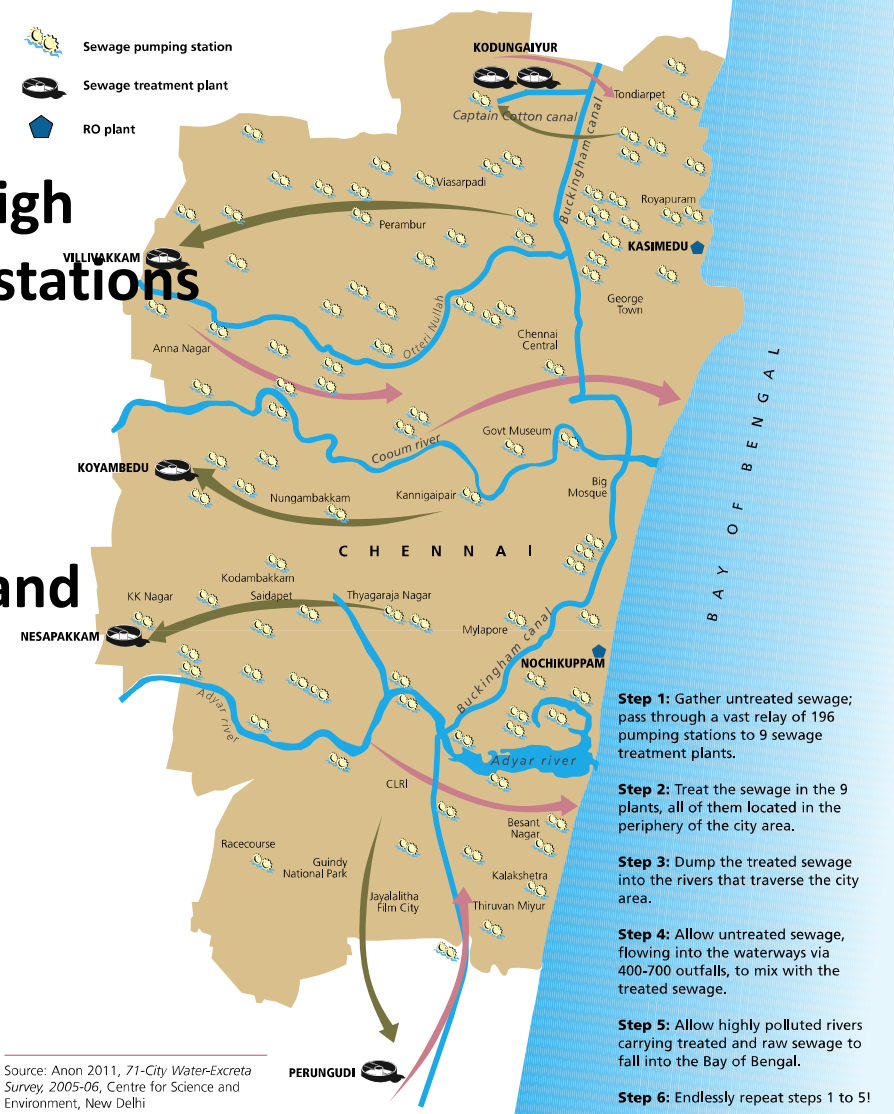 Sewage pumping station
Sewage treatment plant
RO plant
igh
stations
and
KODUNGAIYUR
Tondiarpet
Captain Cotton canal
Buckingham canal
Viasarpadi
Royapuram
Perambur
KASIMEDU
VILLIVAKKAM
George
Town
Otteri Nullah
Chennai
Central
Anna Nagar
Govt Museum
Cooum river
KOYAMBEDU
Big
Mosque
Nungambakkam
Kannigaipair
CHENNAI
BAY OF BENGAL
Kodambakkam
KK Nagar
Saidapet
Thyagaraja Nagar
NESAPAKKAM
Mylapore
Buckingham canal
NOCHIKUPPAM
Adyar river
Adyar river
CLRI
Besant
Nagar
Racecourse
Guindy
National Park
Kalakshetra
Jayalalitha
Film City
Thiruvan Miyur
PERUNGUDI
Step 1: Gather untreated sewage;
pass through a vast relay of 196
pumping stations to 9 sewage
treatment plants.
Step 2: Treat the sewage in the 9
plants, all of them located in the
periphery of the city area.
Step 3: Dump the treated sewage
into the rivers that traverse the city
area.
Step 4: Allow untreated sewage,
flowing into the waterways via
400-700 outfalls, to mix with the
treated sewage.
Step 5: Allow highly polluted rivers
carrying treated and raw sewage to
fall into the Bay of Bengal.
Step 6: Endlessly repeat steps 1 to 5!
Source: Anon 2011, 71-City Water-Excreta
Survey, 2005-06, Centre for Science and
Environment, New Delhi